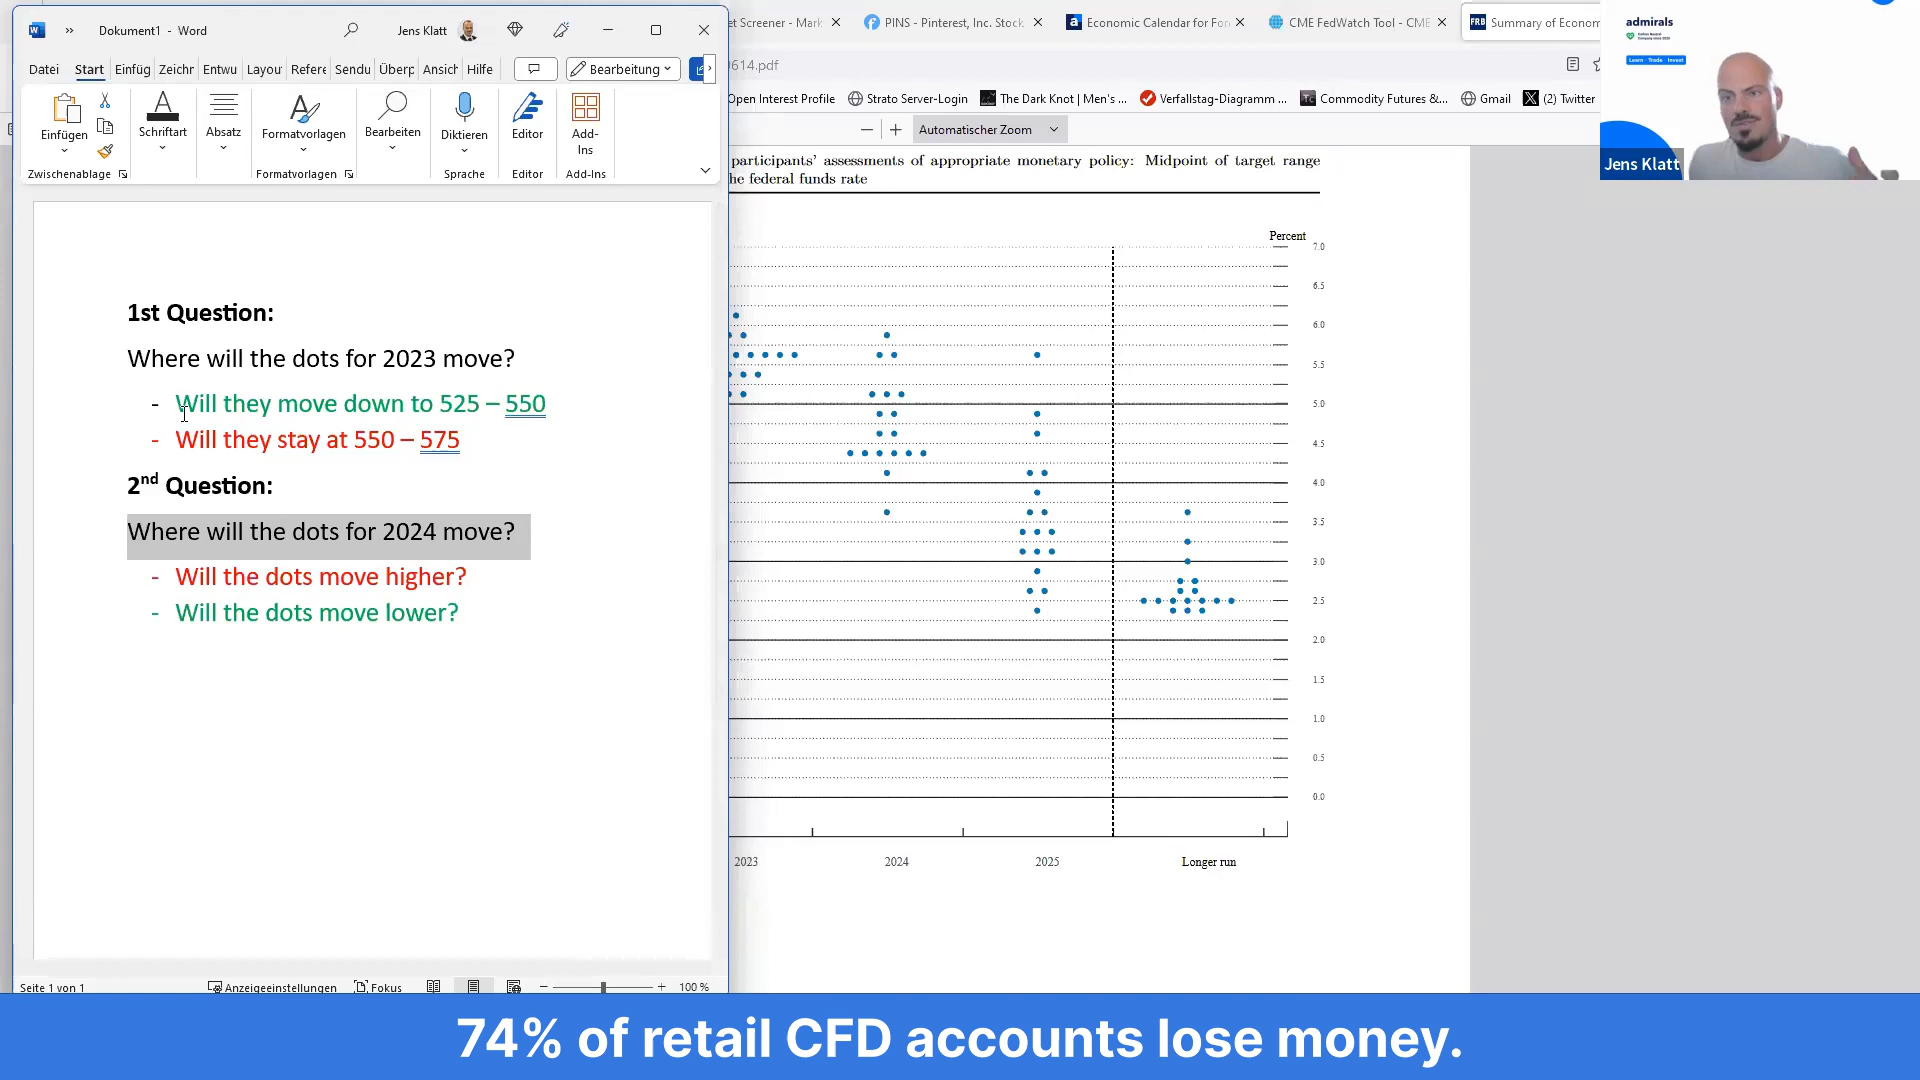 Dokument1 - Word
Jens Klatt
Datei Start Einfüg Zeichr Entwu Layou Refere Sendu Überp Ansich Hilfe Bearbeitung
Einfügen Schriftart Absatz Formatvorlagen Bearbeiten Diktieren Editor Add-Ins
Zwischenablage Formatvorlagen Sprache Editor Add-Ins
1st Question:
Where will the dots for 2023 move?
- Will they move down to 525 – 550
- Will they stay at 550 – 575
2nd Question:
Where will the dots for 2024 move?
- Will the dots move higher?
- Will the dots move lower?
Seite 1 von 1 Anzeigeeinstellungen Fokus 100 %
et Screener - Mark PINS - Pinterest, Inc. Stock Economic Calendar for For CME FedWatch Tool - CME FRB Summary of Econom
0614.pdf
Open Interest Profile Strato Server-Login The Dark Knot | Men's ... Verfallstag-Diagramm ... Commodity Futures &... Gmail (2) Twitter
Automatischer Zoom
participants' assessments of appropriate monetary policy: Midpoint of target range
he federal funds rate
Percent
7.0
6.5
6.0
5.5
5.0
4.5
4.0
3.5
3.0
2.5
2.0
1.5
1.0
0.5
0.0
2023 2024 2025 Longer run
admirals
Learn · Trade · Invest
Jens Klatt
74% of retail CFD accounts lose money.